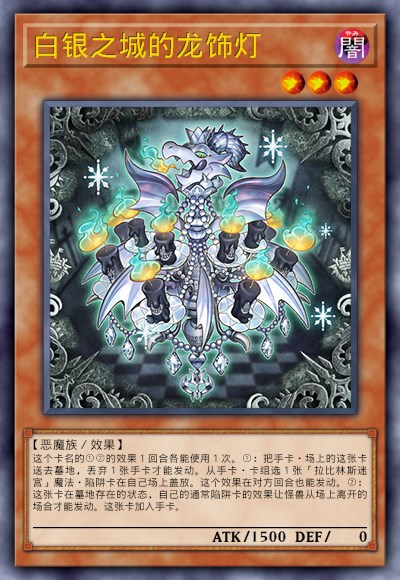 白银之城的龙饰灯
やみ
闇
【恶魔族／效果】
这个卡名的①②的效果1回合各能使用1次。①：把手卡·场上的这张卡
送去墓地，丢弃1张手卡才能发动。从手卡·卡组选1张「拉比林斯迷
宫」魔法·陷阱卡在自己场上盖放。这个效果在对方回合也能发动。②：
这张卡在墓地存在的状态，自己的通常陷阱卡的效果让怪兽从场上离开的
场合才能发动。这张卡加入手卡。
ATK/1500 DEF/ 0